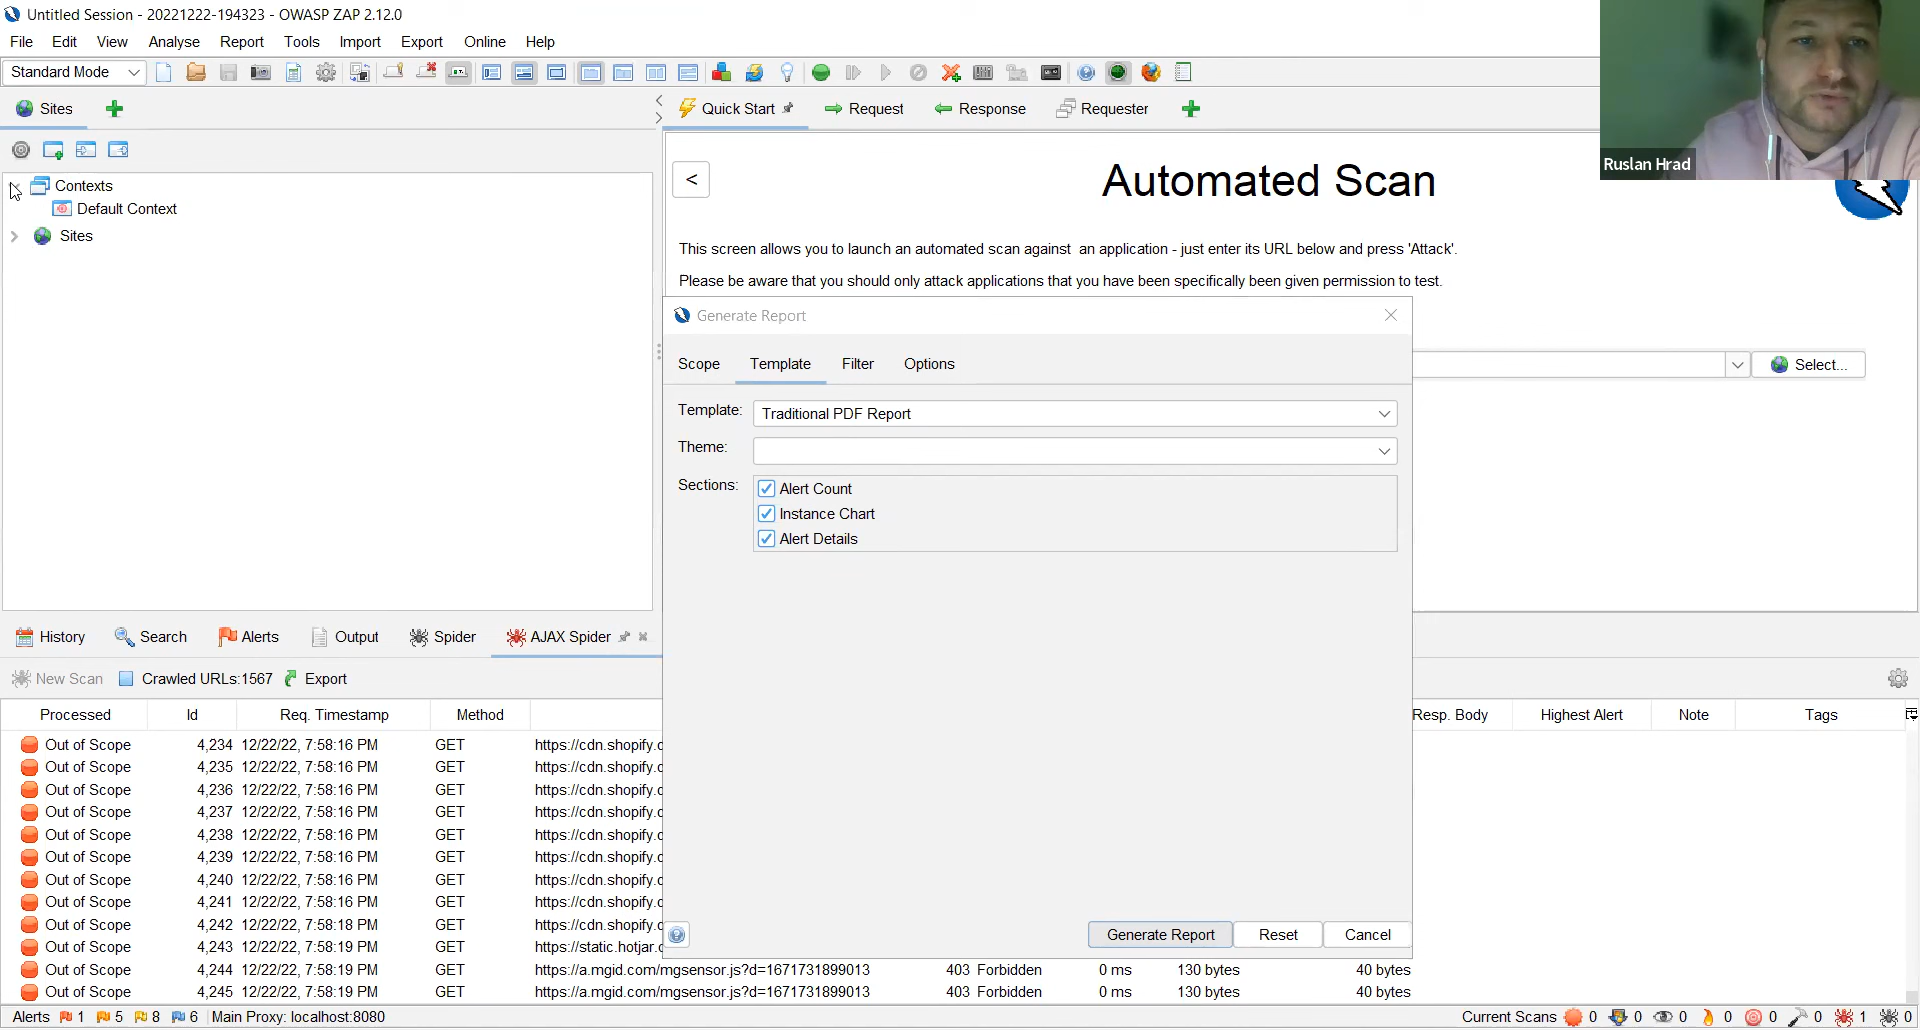 Untitled Session - 20221222-194323 - OWASP ZAP 2.12.0
File Edit View Analyse Report Tools Import Export Online Help
Standard Mode
Sites
Quick Start Request Response Requester
Ruslan Hrad
Contexts
Default Context
Sites
<
Automated Scan
This screen allows you to launch an automated scan against an application - just enter its URL below and press 'Attack'.
Please be aware that you should only attack applications that you have been specifically been given permission to test.
Select...
Generate Report
Scope Template Filter Options
Template: Traditional PDF Report
Theme:
Sections: Alert Count
Instance Chart
Alert Details
Generate Report Reset Cancel
History Search Alerts Output Spider AJAX Spider
New Scan Crawled URLs:1567 Export
Processed Id Req. Timestamp Method Resp. Body Highest Alert Note Tags
Out of Scope 4,234 12/22/22, 7:58:16 PM GET https://cdn.shopify.c
Out of Scope 4,235 12/22/22, 7:58:16 PM GET https://cdn.shopify.c
Out of Scope 4,236 12/22/22, 7:58:16 PM GET https://cdn.shopify.c
Out of Scope 4,237 12/22/22, 7:58:16 PM GET https://cdn.shopify.c
Out of Scope 4,238 12/22/22, 7:58:16 PM GET https://cdn.shopify.c
Out of Scope 4,239 12/22/22, 7:58:16 PM GET https://cdn.shopify.c
Out of Scope 4,240 12/22/22, 7:58:16 PM GET https://cdn.shopify.c
Out of Scope 4,241 12/22/22, 7:58:16 PM GET https://cdn.shopify.c
Out of Scope 4,242 12/22/22, 7:58:18 PM GET https://cdn.shopify.c
Out of Scope 4,243 12/22/22, 7:58:19 PM GET https://static.hotjar.c
Out of Scope 4,244 12/22/22, 7:58:19 PM GET https://a.mgid.com/mgsensor.js?d=1671731899013 403 Forbidden 0 ms 130 bytes 40 bytes
Out of Scope 4,245 12/22/22, 7:58:19 PM GET https://a.mgid.com/mgsensor.js?d=1671731899013 403 Forbidden 0 ms 130 bytes 40 bytes
Alerts 1 5 8 6 Main Proxy: localhost:8080 Current Scans 0 0 0 0 0 0 1 0